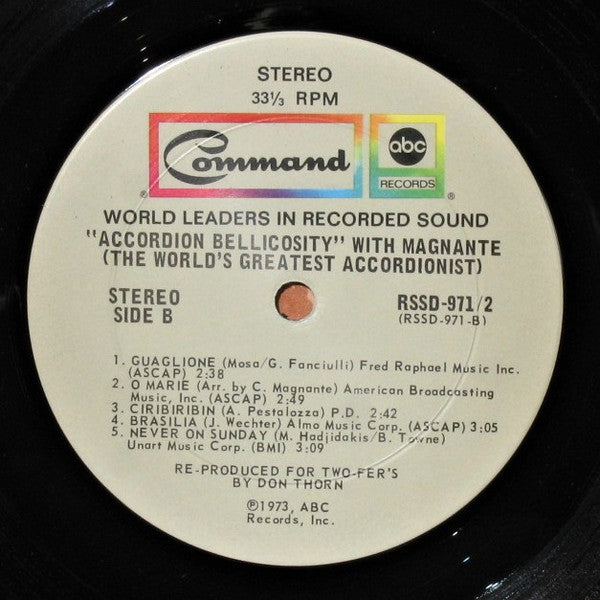 STEREO
33⅓ RPM
Command
abc
RECORDS
® ®
WORLD LEADERS IN RECORDED SOUND
"ACCORDION BELLICOSITY" WITH MAGNANTE
(THE WORLD'S GREATEST ACCORDIONIST)
STEREO RSSD-971/2
SIDE B (RSSD-971-B)
1. GUAGLIONE (Mosa/G. Fanciulli) Fred Raphael Music Inc.
(ASCAP) 2:38
2. O MARIE (Arr. by C. Magnante) American Broadcasting
Music, Inc. (ASCAP) 2:49
3. CIRIBIRIBIN (A. Pestalozza) P.D. 2:42
4. BRASILIA (J. Wechter) Almo Music Corp. (ASCAP) 3:05
5. NEVER ON SUNDAY (M. Hadjidakis/B. Towne)
Unart Music Corp. (BMI) 3:09
RE-PRODUCED FOR TWO-FER'S
BY DON THORN
℗1973, ABC
Records, Inc.